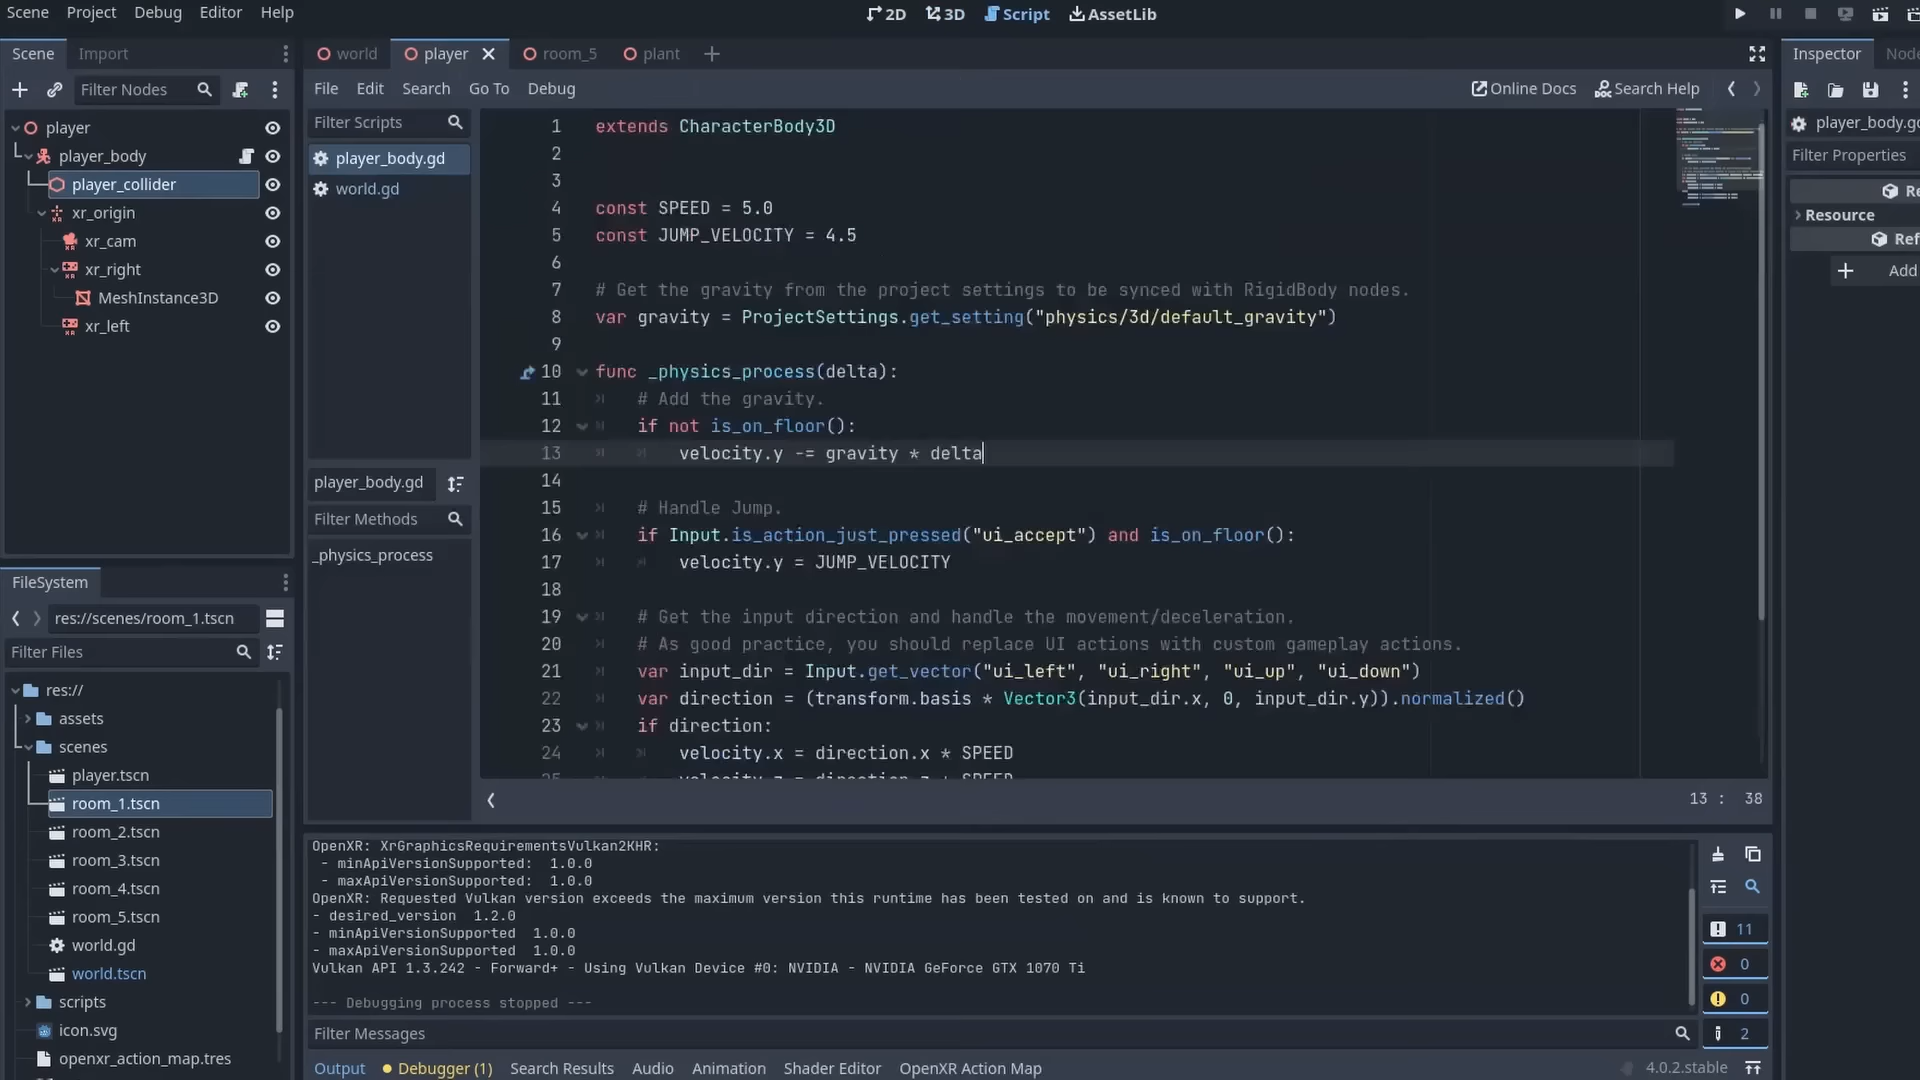 Scene Project Debug Editor Help
2D 3D Script AssetLib
Scene Import
Filter Nodes
player
player_body
player_collider
xr_origin
xr_cam
xr_right
MeshInstance3D
xr_left
FileSystem
res://scenes/room_1.tscn
Filter Files
res://
assets
scenes
player.tscn
room_1.tscn
room_2.tscn
room_3.tscn
room_4.tscn
room_5.tscn
world.gd
world.tscn
scripts
icon.svg
openxr_action_map.tres
world player room_5 plant
File Edit Search Go To Debug
Online Docs Search Help
Filter Scripts
player_body.gd
world.gd
player_body.gd
Filter Methods
_physics_process
1 extends CharacterBody3D
2
3
4 const SPEED = 5.0
5 const JUMP_VELOCITY = 4.5
6
7 # Get the gravity from the project settings to be synced with RigidBody nodes.
8 var gravity = ProjectSettings.get_setting("physics/3d/default_gravity")
9
10 func _physics_process(delta):
11 # Add the gravity.
12 if not is_on_floor():
13 velocity.y -= gravity * delta
14
15 # Handle Jump.
16 if Input.is_action_just_pressed("ui_accept") and is_on_floor():
17 velocity.y = JUMP_VELOCITY
18
19 # Get the input direction and handle the movement/deceleration.
20 # As good practice, you should replace UI actions with custom gameplay actions.
21 var input_dir = Input.get_vector("ui_left", "ui_right", "ui_up", "ui_down")
22 var direction = (transform.basis * Vector3(input_dir.x, 0, input_dir.y)).normalized()
23 if direction:
24 velocity.x = direction.x * SPEED
13 : 38
OpenXR: XrGraphicsRequirementsVulkan2KHR:
- minApiVersionSupported: 1.0.0
- maxApiVersionSupported: 1.0.0
OpenXR: Requested Vulkan version exceeds the maximum version this runtime has been tested on and is known to support.
- desired_version 1.2.0
- minApiVersionSupported 1.0.0
- maxApiVersionSupported 1.0.0
Vulkan API 1.3.242 - Forward+ - Using Vulkan Device #0: NVIDIA - NVIDIA GeForce GTX 1070 Ti
--- Debugging process stopped ---
Filter Messages
11
0
0
2
Output Debugger (1) Search Results Audio Animation Shader Editor OpenXR Action Map
4.0.2.stable
Inspector Node
player_body.gd
Filter Properties
Re
Resource
Ref
Add